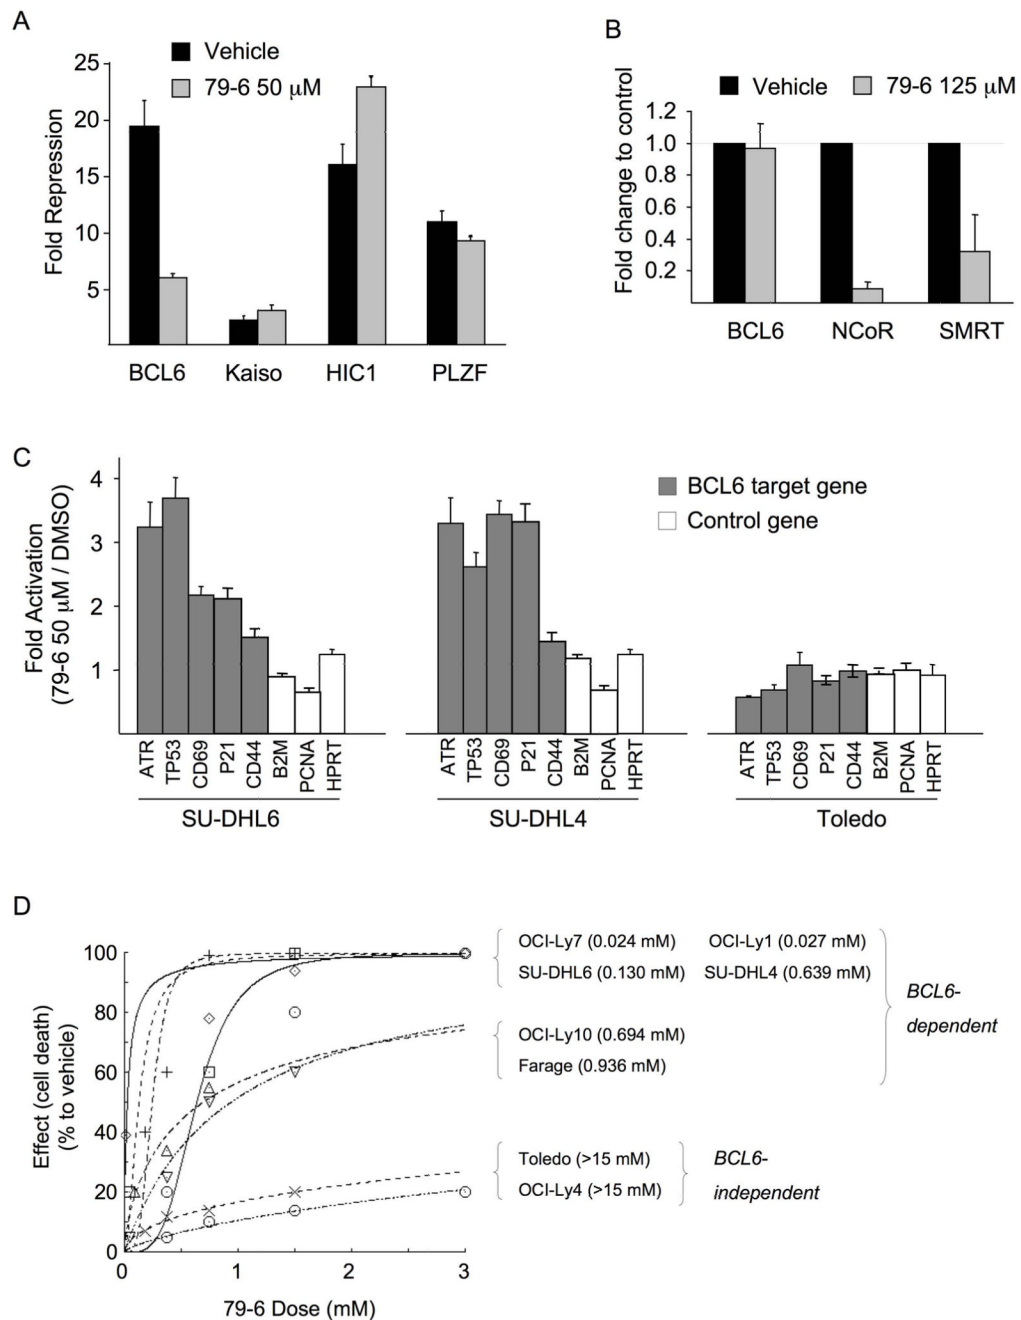 A
Vehicle
79-6 50 μM
Fold Repression
25
20
15
10
5
BCL6 Kaiso HIC1 PLZF
B
Vehicle 79-6 125 μM
Fold change to control
1.2
1.0
0.8
0.6
0.4
0.2
BCL6 NCoR SMRT
C
Fold Activation
(79-6 50 μM / DMSO)
4
3
2
1
BCL6 target gene
Control gene
ATR TP53 CD69 P21 CD44 B2M PCNA HPRT
SU-DHL6
ATR TP53 CD69 P21 CD44 B2M PCNA HPRT
SU-DHL4
ATR TP53 CD69 P21 CD44 B2M PCNA HPRT
Toledo
D
Effect (cell death)
(% to vehicle)
100
80
60
40
20
0
0 1 2 3
79-6 Dose (mM)
OCI-Ly7 (0.024 mM) OCI-Ly1 (0.027 mM)
SU-DHL6 (0.130 mM) SU-DHL4 (0.639 mM)
OCI-Ly10 (0.694 mM)
Farage (0.936 mM)
BCL6-
dependent
Toledo (>15 mM)
OCI-Ly4 (>15 mM)
BCL6-
independent